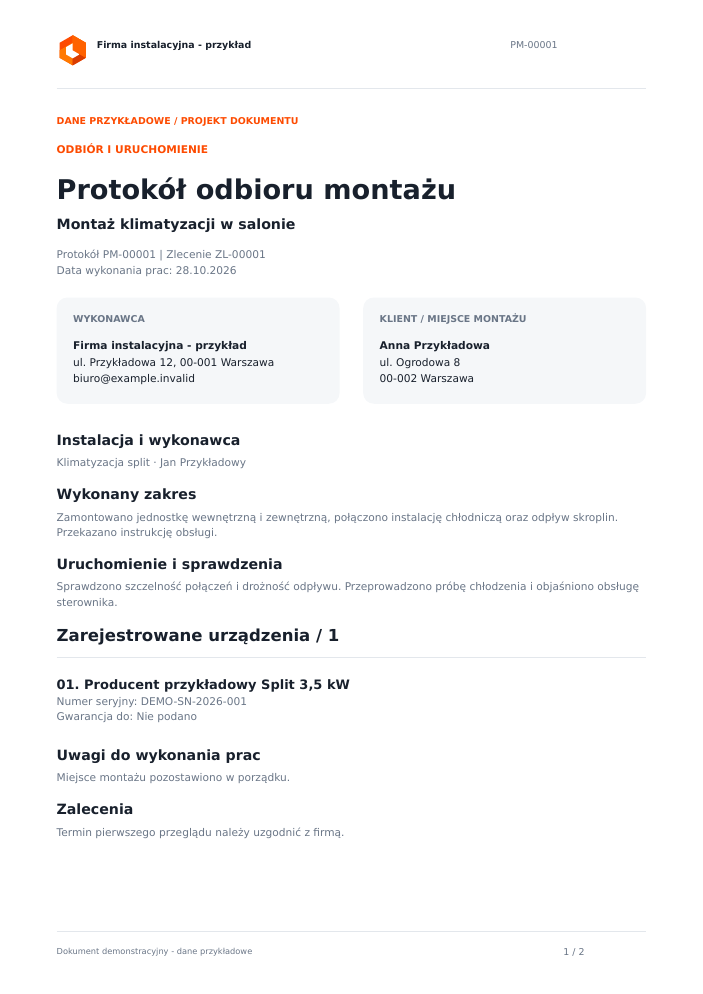 Firma instalacyjna - przykład
PM-00001
DANE PRZYKŁADOWE / PROJEKT DOKUMENTU
ODBIÓR I URUCHOMIENIE
Protokół odbioru montażu
Montaż klimatyzacji w salonie
Protokół PM-00001 | Zlecenie ZL-00001
Data wykonania prac: 28.10.2026
WYKONAWCA
Firma instalacyjna - przykład
ul. Przykładowa 12, 00-001 Warszawa
biuro@example.invalid
KLIENT / MIEJSCE MONTAŻU
Anna Przykładowa
ul. Ogrodowa 8
00-002 Warszawa
Instalacja i wykonawca
Klimatyzacja split · Jan Przykładowy
Wykonany zakres
Zamontowano jednostkę wewnętrzną i zewnętrzną, połączono instalację chłodniczą oraz odpływ skroplin.
Przekazano instrukcję obsługi.
Uruchomienie i sprawdzenia
Sprawdzono szczelność połączeń i drożność odpływu. Przeprowadzono próbę chłodzenia i objaśniono obsługę
sterownika.
Zarejestrowane urządzenia / 1
01. Producent przykładowy Split 3,5 kW
Numer seryjny: DEMO-SN-2026-001
Gwarancja do: Nie podano
Uwagi do wykonania prac
Miejsce montażu pozostawiono w porządku.
Zalecenia
Termin pierwszego przeglądu należy uzgodnić z firmą.
Dokument demonstracyjny - dane przykładowe
1 / 2